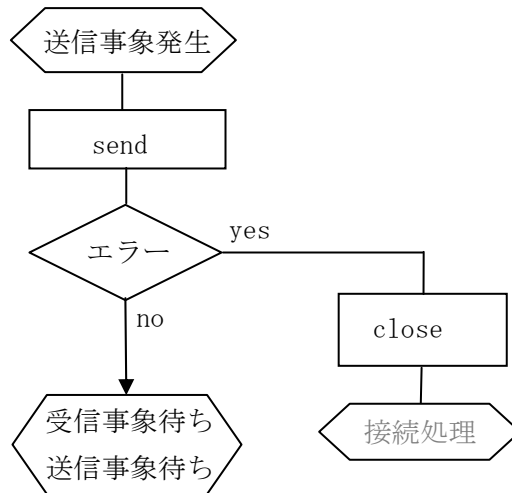 送信事象発生
send
エラー
yes
no
close
受信事象待ち
送信事象待ち
接続処理